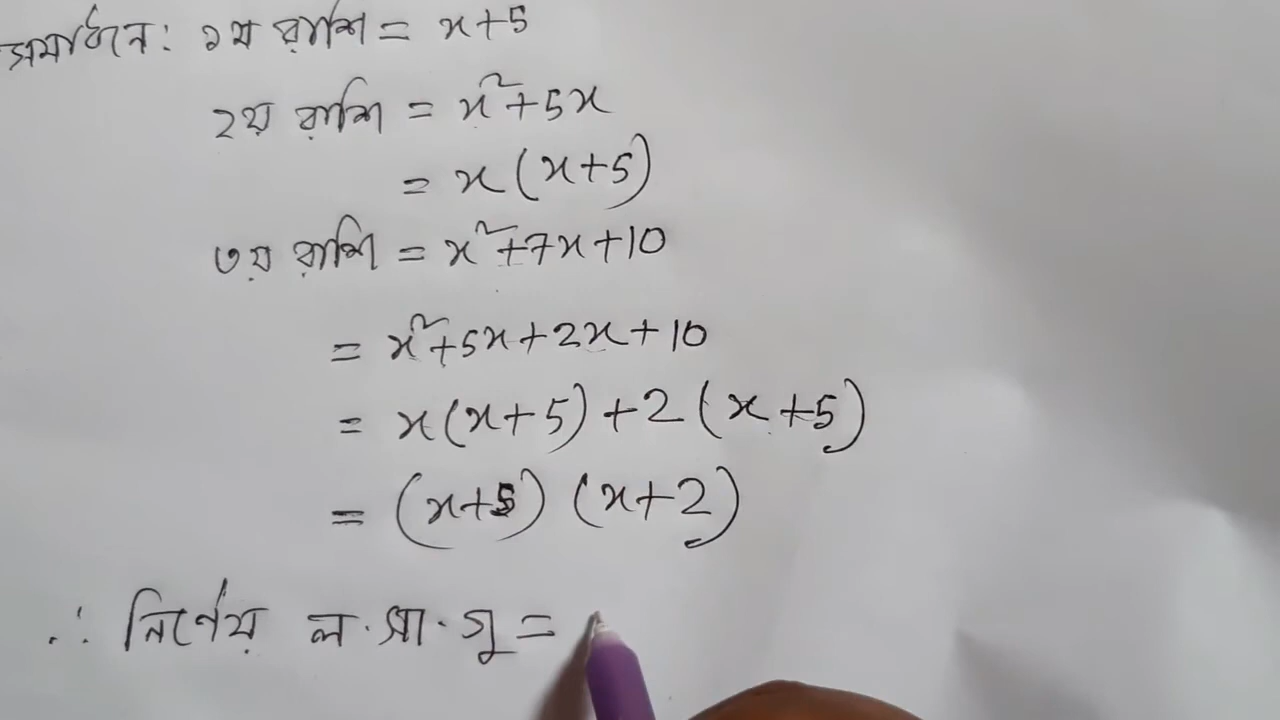 সমাধান: ১ম রাশি = x+5
২য় রাশি = x²+5x
= x(x+5)
৩য় রাশি = x²+7x+10
= x²+5x+2x+10
= x(x+5)+2(x+5)
= (x+5)(x+2)
∴ নির্ণেয় ল.সা.গু =